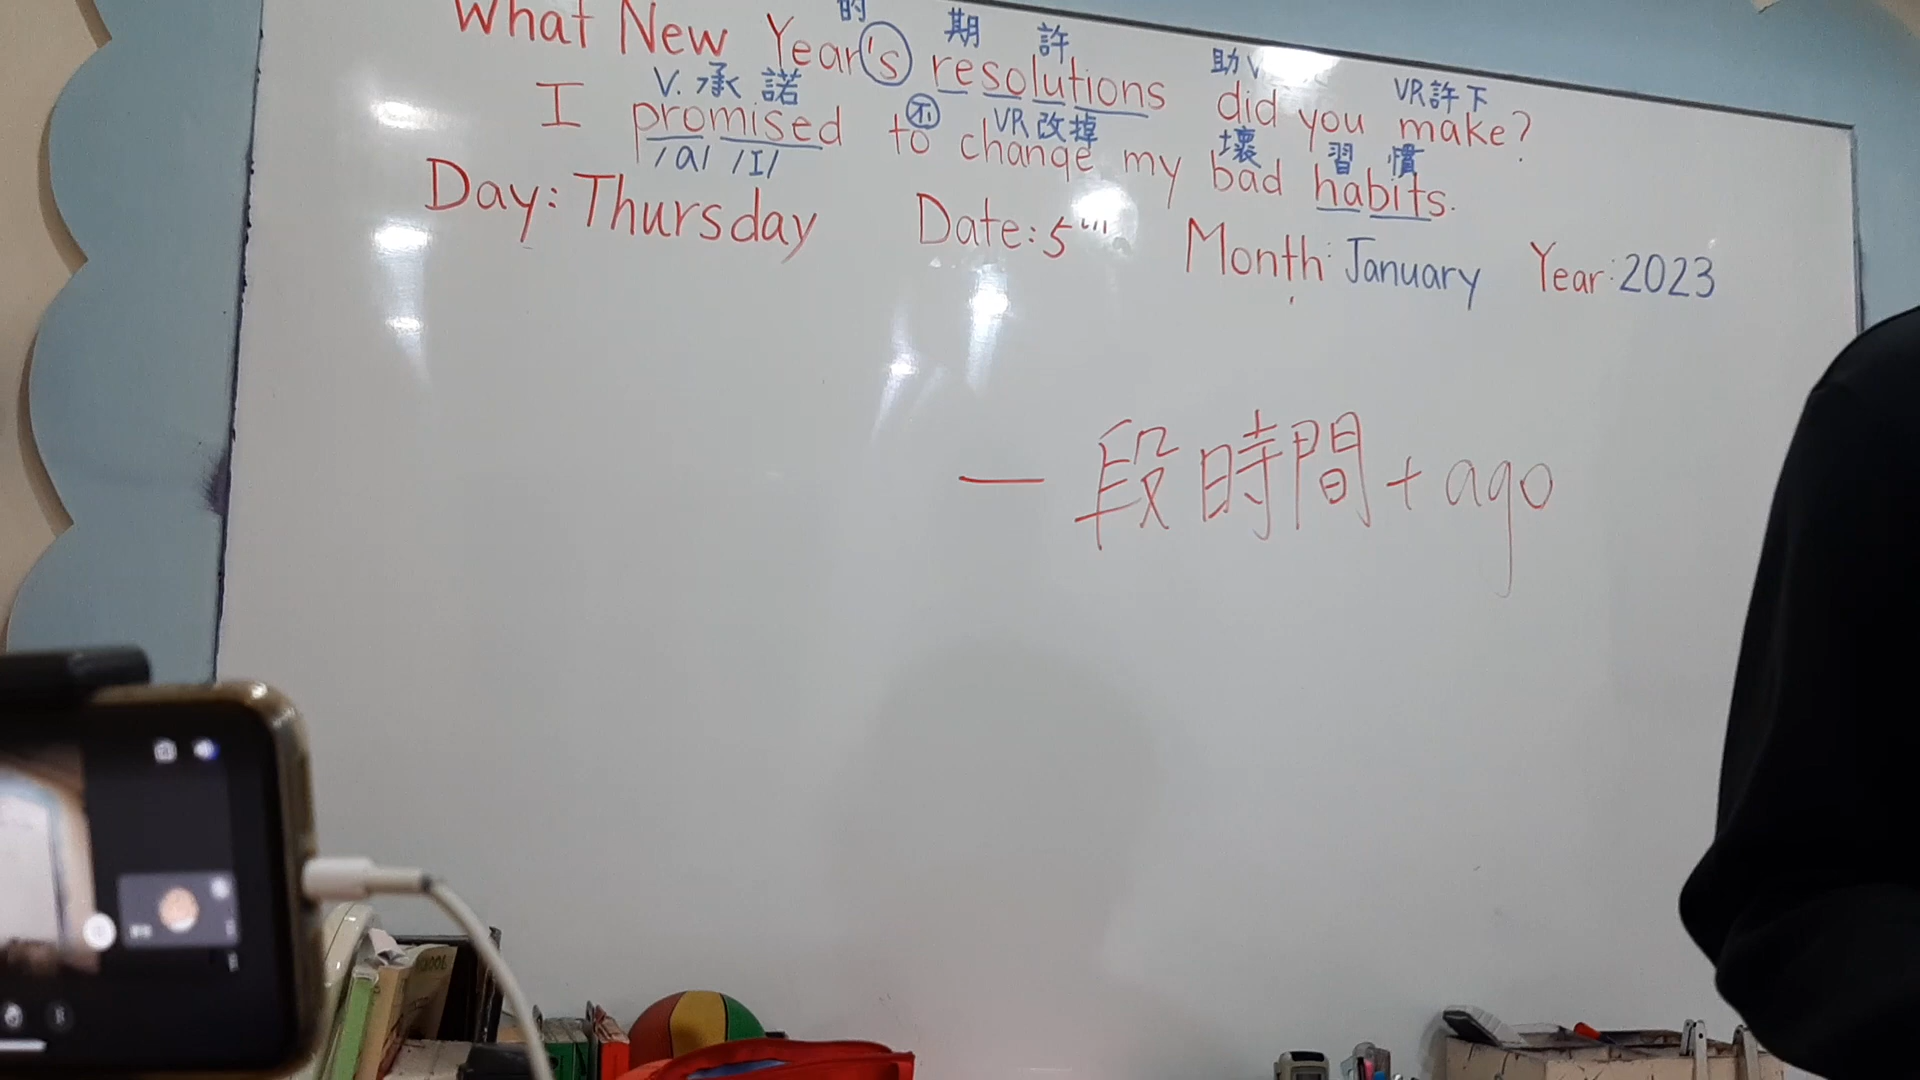 的 期 許 助V VR許下
What New Year's resolutions did you make?
V. 承諾 不 VR改掉 壞 習慣
I promised to change my bad habits.
/a/ /ɪ/
Day: Thursday Date: 5th Month: January Year: 2023
一段時間 + ago